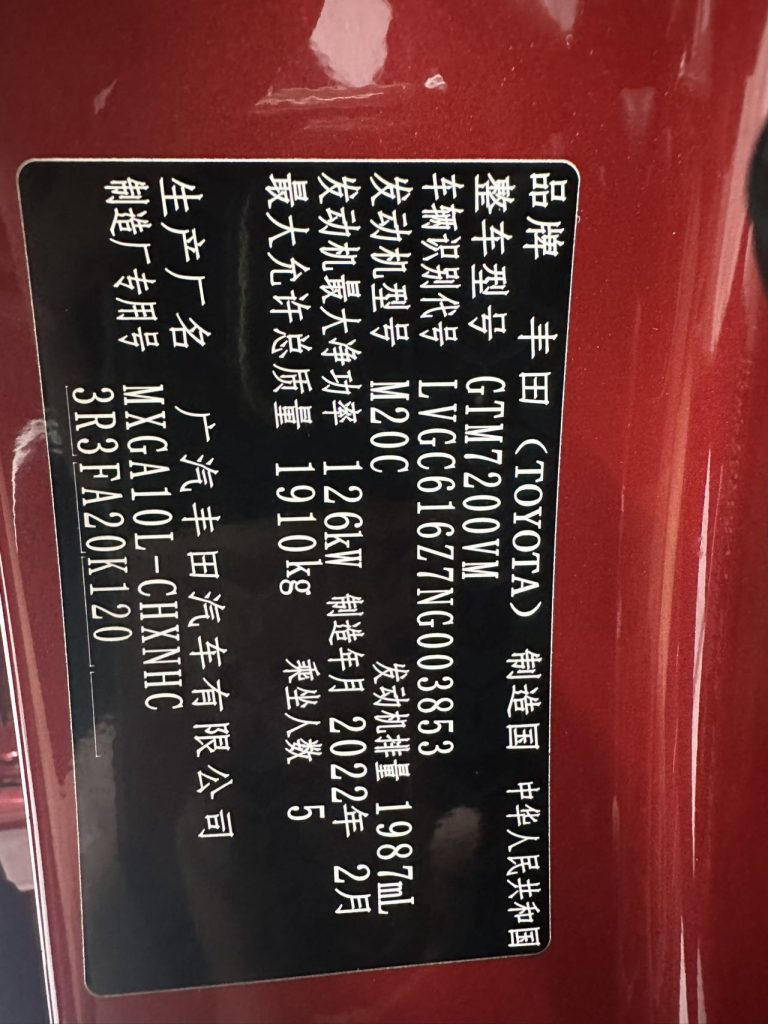 品牌 丰田（TOYOTA） 制造国 中华人民共和国
整车型号 GTM7200VM
车辆识别代号 LVGC616Z7NG003853
发动机型号 M20C 发动机排量 1987mL
发动机最大净功率 126kW 制造年月 2022年 2月
最大允许总质量 1910kg 乘坐人数 5
生产厂名 广汽丰田汽车有限公司
制造厂专用号 MXGA10L-CHXNHC
3R3FA20K120